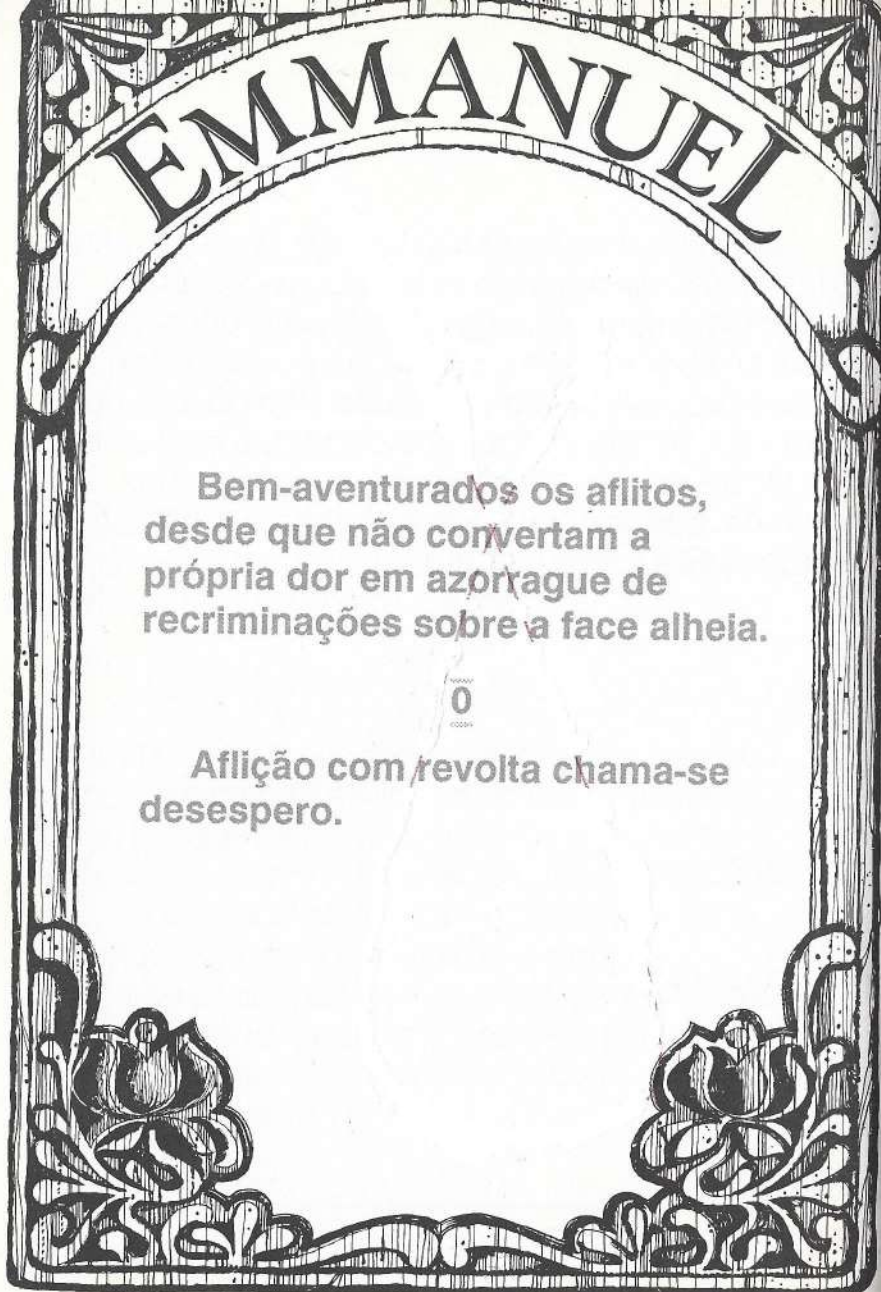 EMMANUEL
Bem-aventurados os aflitos,
desde que não convertam a
própria dor em azorrague de
recriminações sobre a face alheia.
0
Aflição com revolta chama-se
desespero.